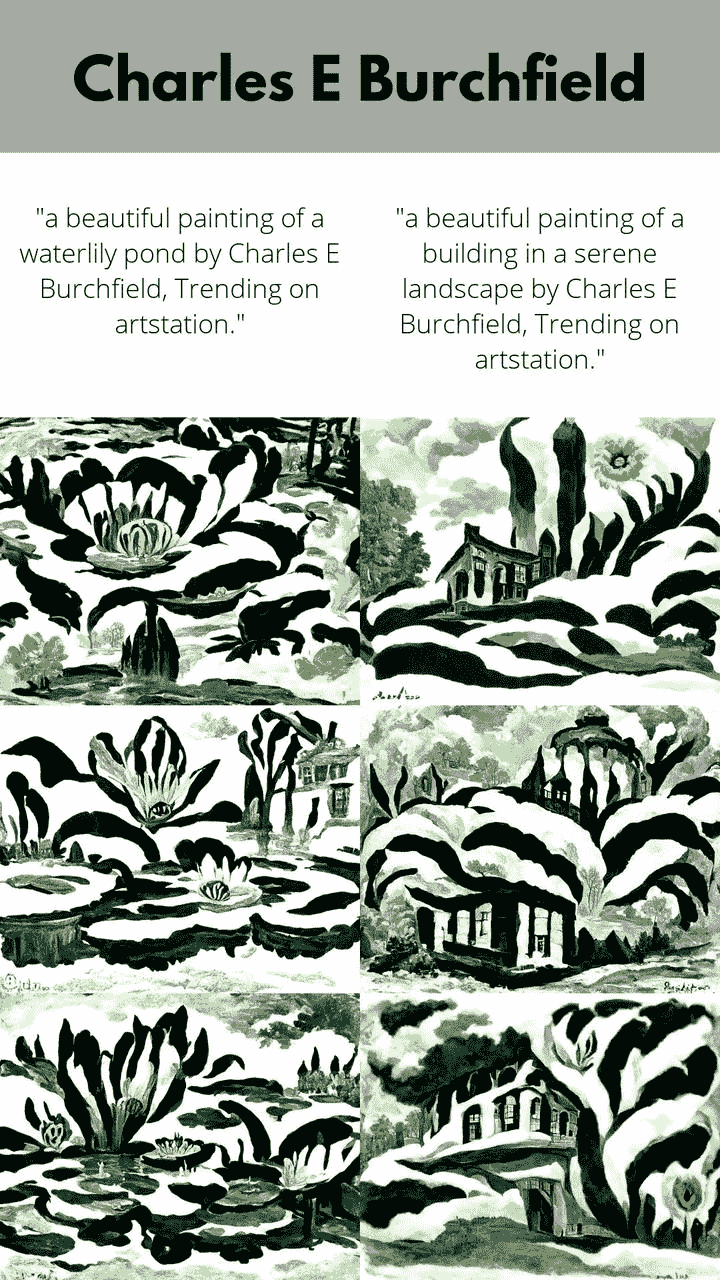 Charles E Burchfield
"a beautiful painting of a
waterlily pond by Charles E
Burchfield, Trending on
artstation."
"a beautiful painting of a
building in a serene
landscape by Charles E
Burchfield, Trending on
artstation."